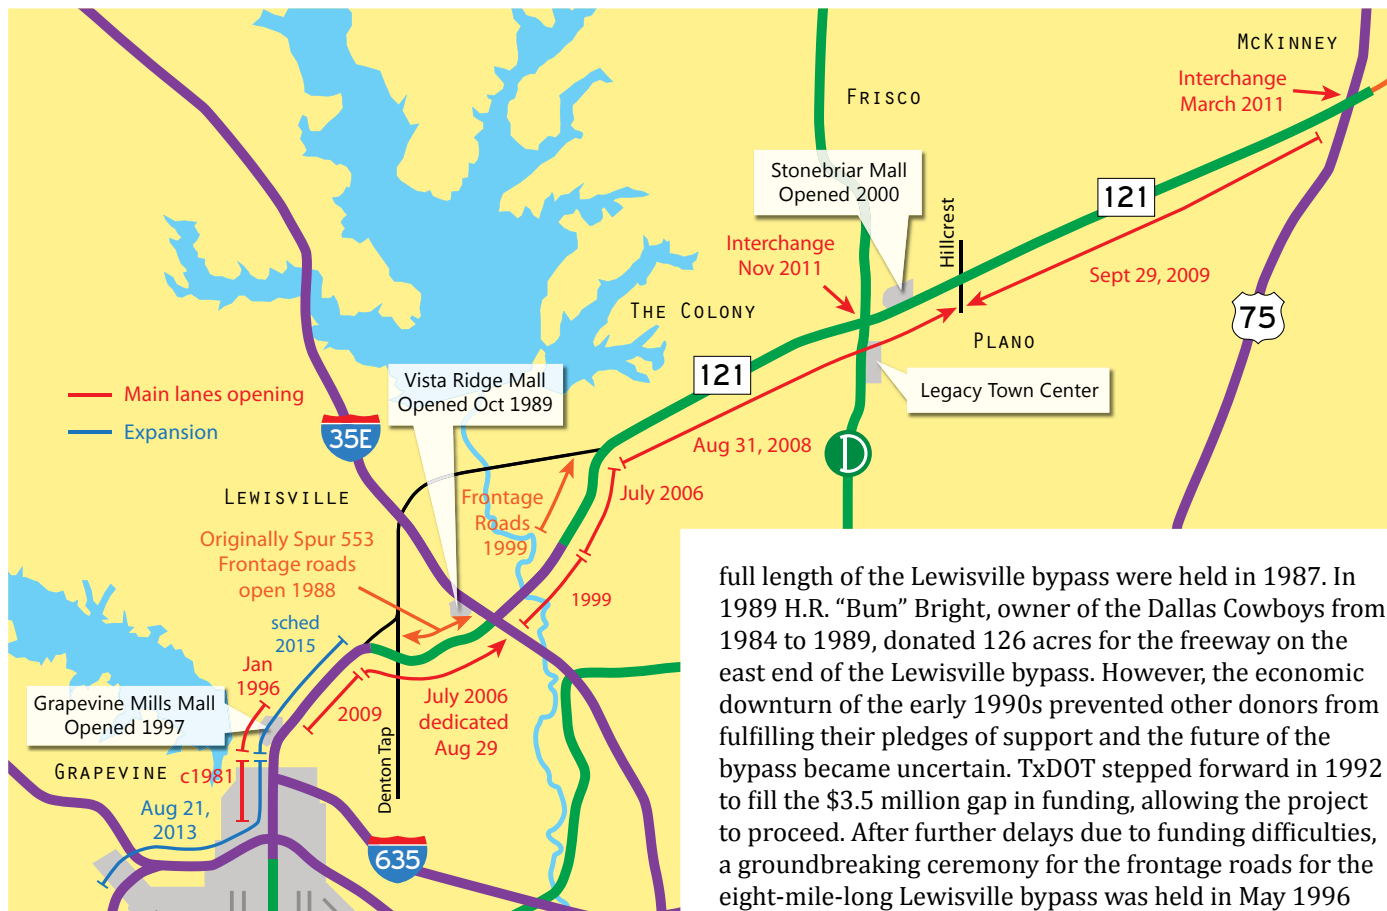 McKinney
Interchange
March 2011
Frisco
Stonebriar Mall
Opened 2000
121
Hillcrest
Interchange
Nov 2011
Sept 29, 2009
The Colony
Plano
75
Vista Ridge Mall
Opened Oct 1989
121
Legacy Town Center
Main lanes opening
Expansion
35E
Aug 31, 2008
D
Lewisville
Frontage
Roads
1999
July 2006
Originally Spur 553
Frontage roads
open 1988
1999
sched
2015
Jan
1996
Grapevine Mills Mall
Opened 1997
2009
July 2006
dedicated
Aug 29
Denton Tap
Grapevine
c1981
Aug 21,
2013
635
full length of the Lewisville bypass were held in 1987. In
1989 H.R. “Bum” Bright, owner of the Dallas Cowboys from
1984 to 1989, donated 126 acres for the freeway on the
east end of the Lewisville bypass. However, the economic
downturn of the early 1990s prevented other donors from
fulfilling their pledges of support and the future of the
bypass became uncertain. TxDOT stepped forward in 1992
to fill the $3.5 million gap in funding, allowing the project
to proceed. After further delays due to funding difficulties,
a groundbreaking ceremony for the frontage roads for the
eight-mile-long Lewisville bypass was held in May 1996